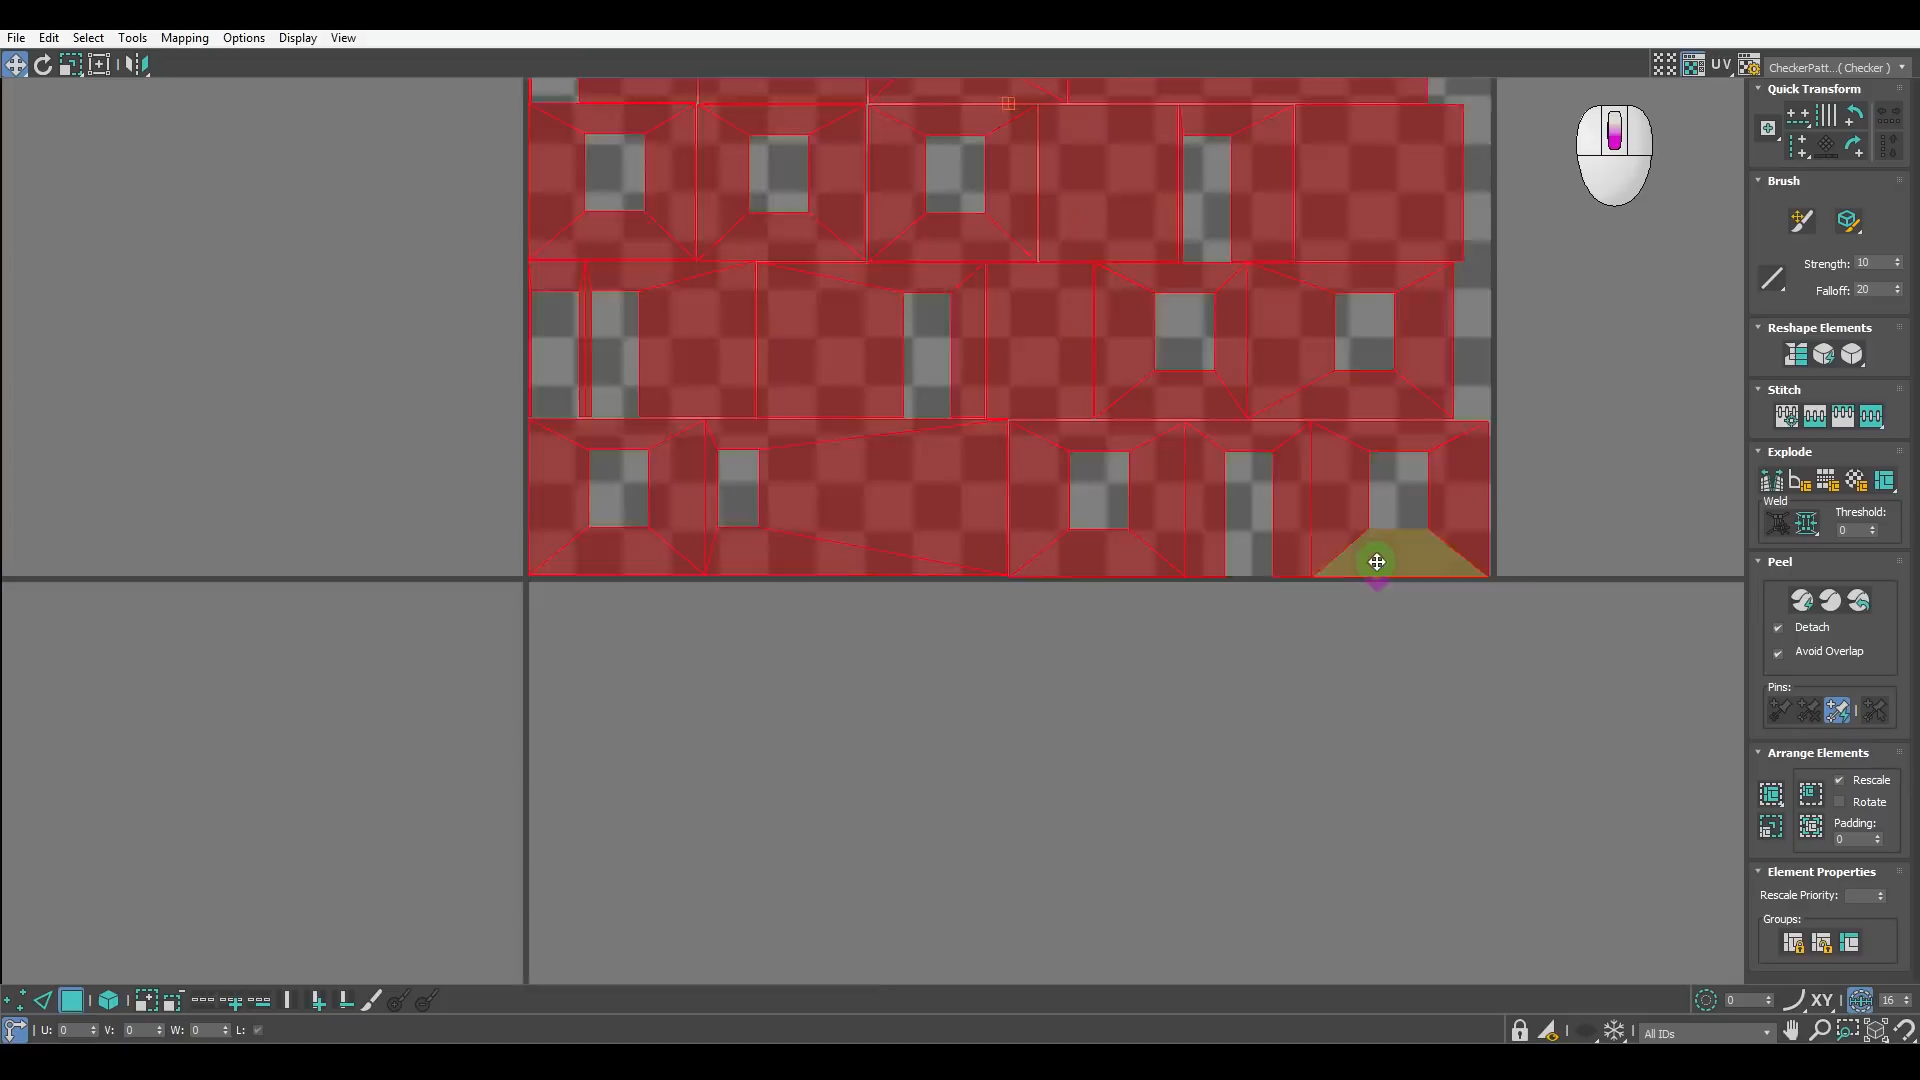 File Edit Select Tools Mapping Options Display View
UV CheckerPatt...( Checker )
Quick Transform
Brush
Strength: 10
Falloff: 20
Reshape Elements
Stitch
Explode
Weld
Threshold:
0
Peel
Detach
Avoid Overlap
Pins:
Arrange Elements
Rescale
Rotate
Padding:
0
Element Properties
Rescale Priority:
Groups:
0 XY 16
U: 0 V: 0 W: 0 L: All IDs